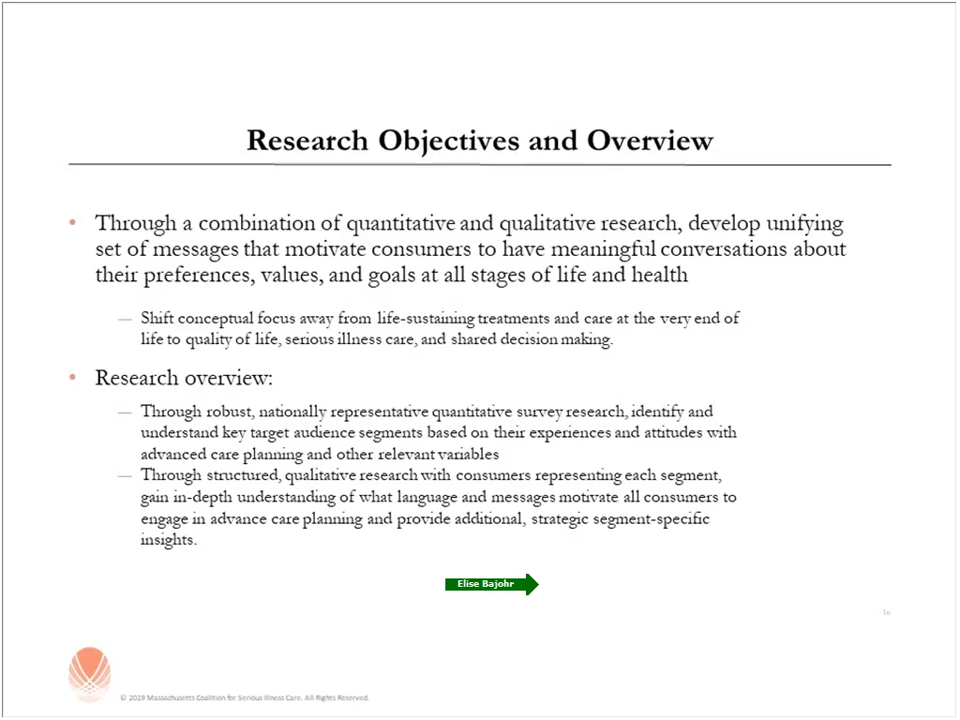 Research Objectives and Overview
• Through a combination of quantitative and qualitative research, develop unifying
set of messages that motivate consumers to have meaningful conversations about
their preferences, values, and goals at all stages of life and health
— Shift conceptual focus away from life-sustaining treatments and care at the very end of
life to quality of life, serious illness care, and shared decision making.
• Research overview:
— Through robust, nationally representative quantitative survey research, identify and
understand key target audience segments based on their experiences and attitudes with
advanced care planning and other relevant variables
— Through structured, qualitative research with consumers representing each segment,
gain in-depth understanding of what language and messages motivate all consumers to
engage in advance care planning and provide additional, strategic segment-specific
insights.
Elise Bajohr
© 2019 Massachusetts Coalition for Serious Illness Care. All Rights Reserved.